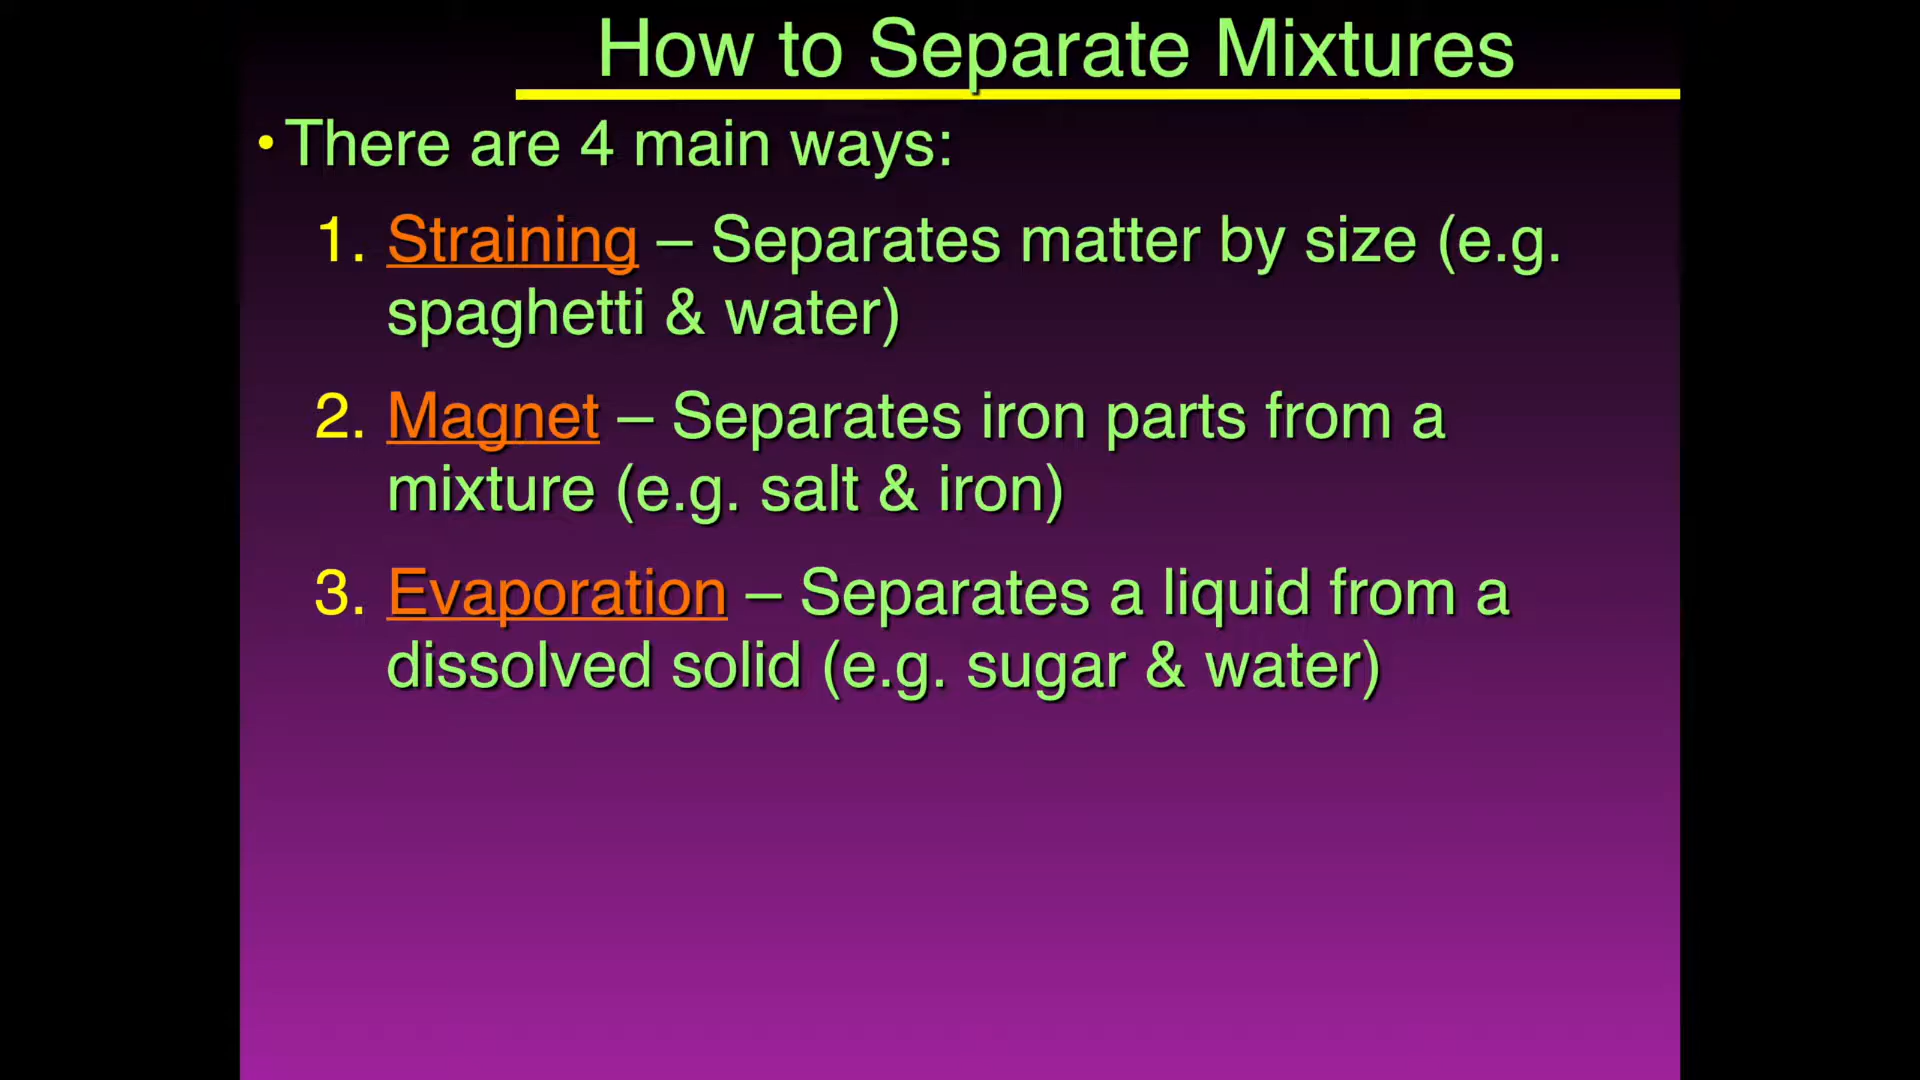 How to Separate Mixtures
• There are 4 main ways:
1. Straining – Separates matter by size (e.g.
spaghetti & water)
2. Magnet – Separates iron parts from a
mixture (e.g. salt & iron)
3. Evaporation – Separates a liquid from a
dissolved solid (e.g. sugar & water)